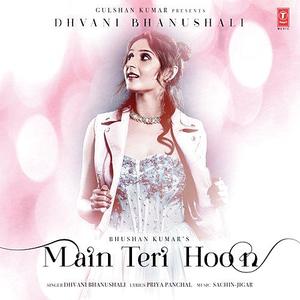 GULSHAN KUMAR PRESENTS
DHVANI BHANUSHALI
T
SERIES
MUSIC
BHUSHAN KUMAR'S
Main Teri Hoon
SINGER DHVANI BHANUSHALI LYRICS PRIYA PANCHAL MUSIC SACHIN-JIGAR